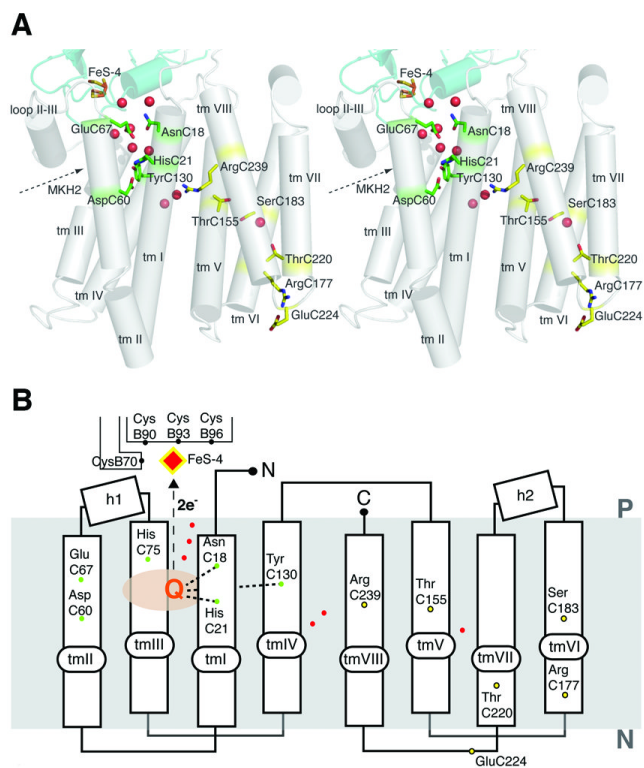 A
FeS-4
loop II-III
tm VIII
GluC67
AsnC18
HisC21
ArgC239
tm VII
MKH2
TyrC130
SerC183
AspC60
ThrC155
tm III
tm I
tm V
ThrC220
ArgC177
tm IV
tm VI
GluC224
tm II
FeS-4
loop II-III
tm VIII
GluC67
AsnC18
HisC21
ArgC239
tm VII
MKH2
TyrC130
SerC183
AspC60
ThrC155
tm III
tm I
tm V
ThrC220
ArgC177
tm IV
tm VI
GluC224
tm II
B
Cys Cys Cys
B90 B93 B96
CysB70
FeS-4
N
h1
2e-
C
h2
P
Glu
C67
Asp
C60
His
C75
Asn
C18
Q
His
C21
Tyr
C130
Arg
C239
Thr
C155
Ser
C183
tmII
tmIII
tmI
tmIV
tmVIII
tmV
tmVII
tmVI
Thr
C220
Arg
C177
N
GluC224